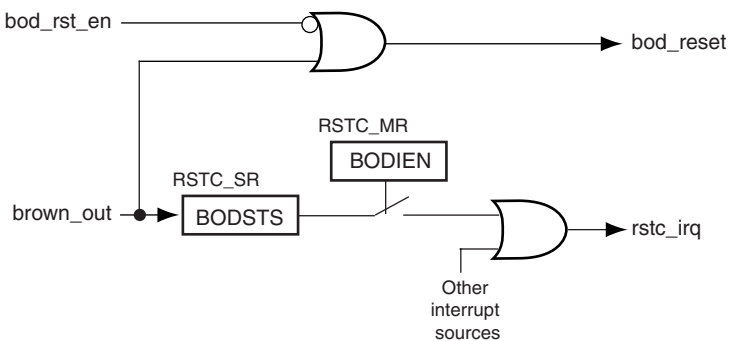 bod_rst_en
bod_reset
RSTC_MR
BODIEN
RSTC_SR
brown_out
BODSTS
rstc_irq
Other
interrupt
sources